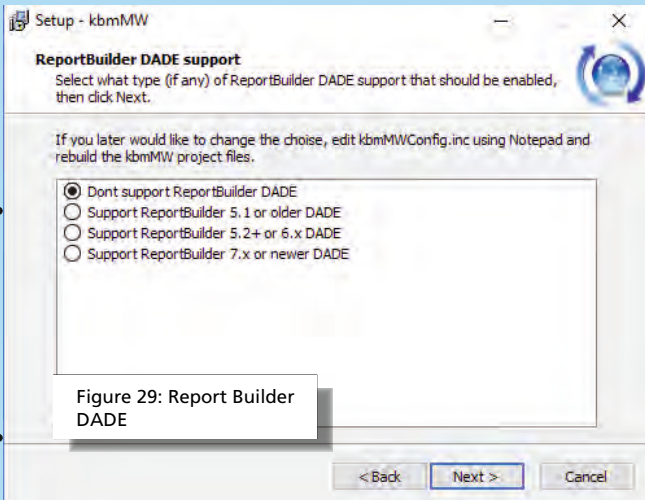 Setup - kbmMW
ReportBuilder DADE support
Select what type (if any) of ReportBuilder DADE support that should be enabled,
then click Next.
If you later would like to change the choise, edit kbmMWConfig.inc using Notepad and
rebuild the kbmMW project files.
Dont support ReportBuilder DADE
Support ReportBuilder 5.1 or older DADE
Support ReportBuilder 5.2+ or 6.x DADE
Support ReportBuilder 7.x or newer DADE
Figure 29: Report Builder
DADE
< Back Next > Cancel